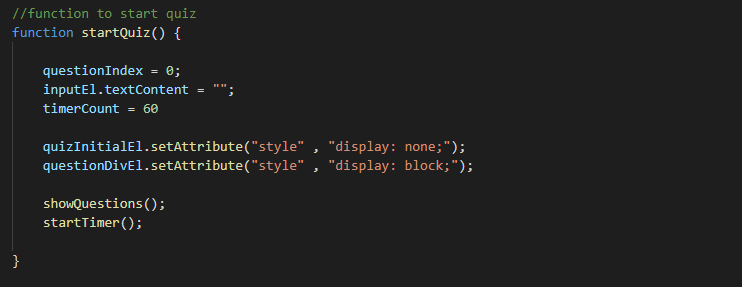 //function to start quiz
function startQuiz() {
questionIndex = 0;
inputEl.textContent = "";
timerCount = 60
quizInitialEl.setAttribute("style" , "display: none;");
questionDivEl.setAttribute("style" , "display: block;");
showQuestions();
startTimer();
}